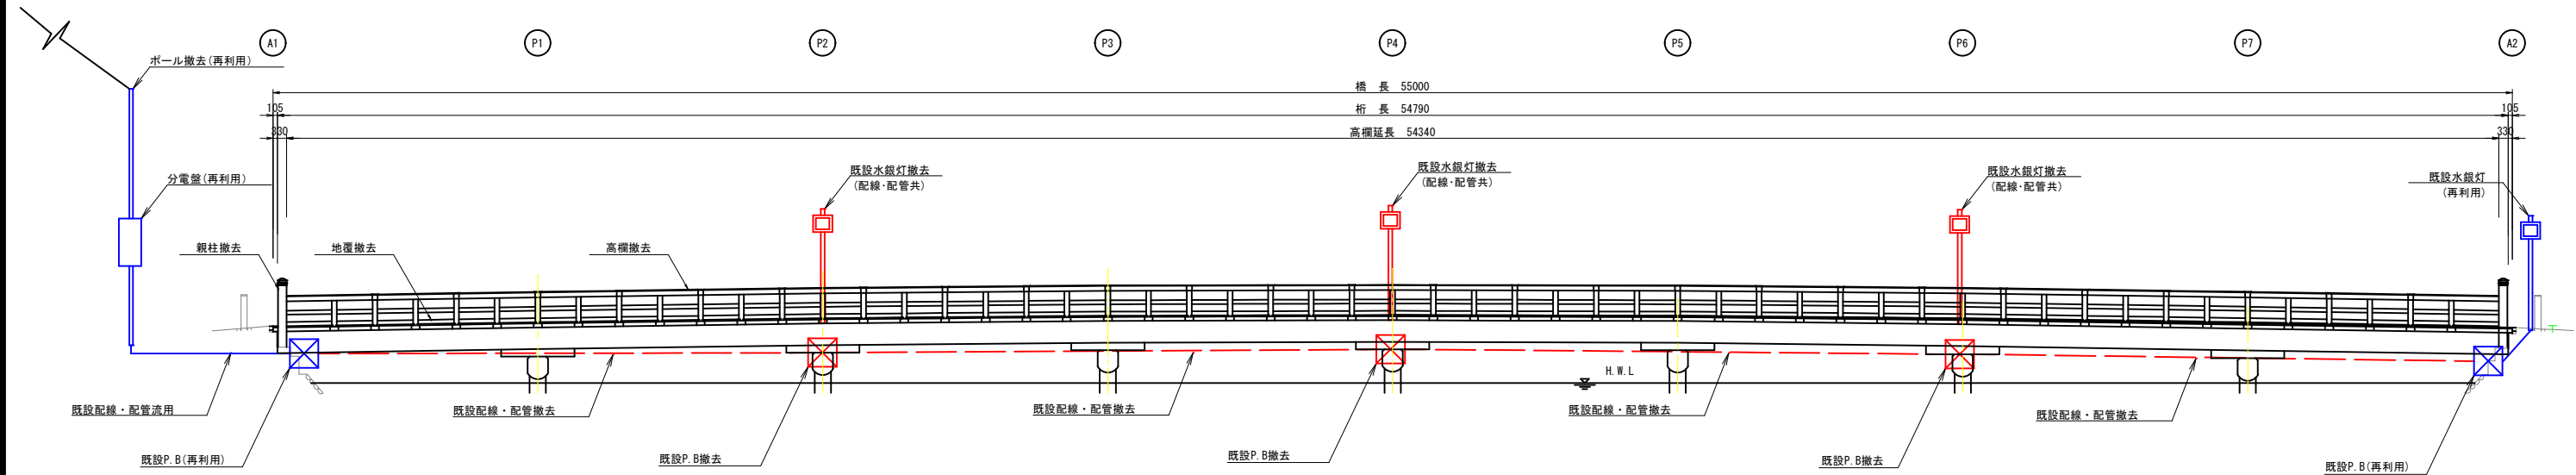 A1
P1
P2
P3
P4
P5
P6
P7
A2
ポール撤去(再利用)
橋 長 55000
105
桁 長 54790
105
330
高欄延長 54340
330
既設水銀灯撤去
(配線・配管共)
既設水銀灯撤去
(配線・配管共)
既設水銀灯撤去
(配線・配管共)
既設水銀灯
(再利用)
分電盤(再利用)
親柱撤去
地覆撤去
高欄撤去
H.W.L
既設配線・配管流用
既設配線・配管撤去
既設配線・配管撤去
既設配線・配管撤去
既設配線・配管撤去
既設P.B(再利用)
既設P.B撤去
既設P.B撤去
既設P.B撤去
既設P.B(再利用)